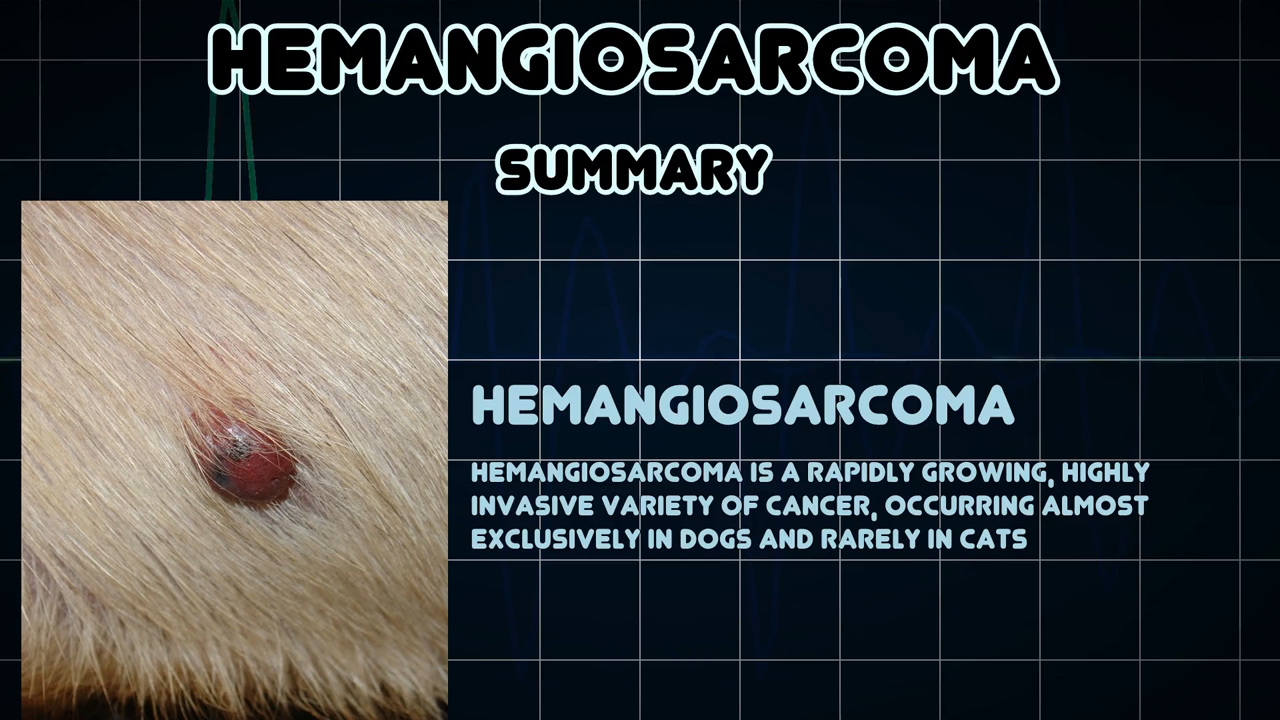 HEMANGIOSARCOMA
SUMMARY
HEMANGIOSARCOMA
HEMANGIOSARCOMA IS A RAPIDLY GROWING, HIGHLY
INVASIVE VARIETY OF CANCER, OCCURRING ALMOST
EXCLUSIVELY IN DOGS AND RARELY IN CATS